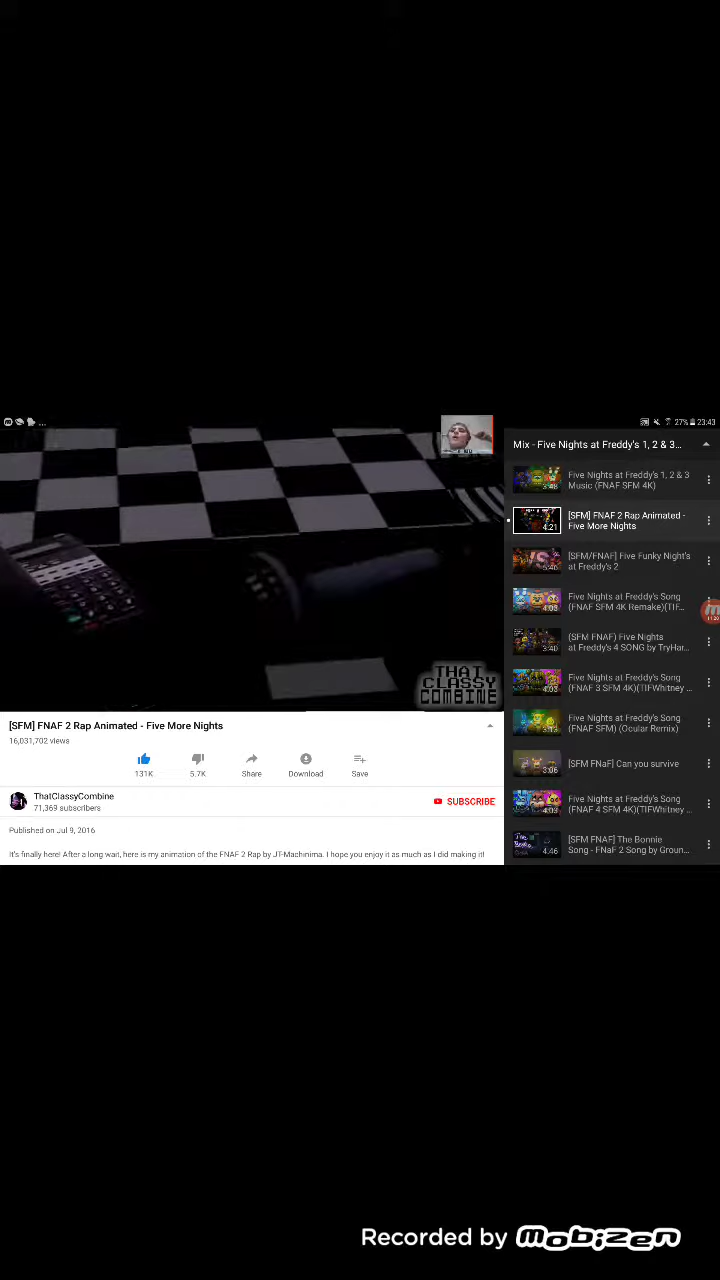 27% 23:43
Mix - Five Nights at Freddy's 1, 2 & 3...
Five Nights at Freddy's 1, 2 & 3
Music (FNAF SFM 4K)
3:48
[SFM] FNAF 2 Rap Animated -
Five More Nights
4:21
[SFM/FNAF] Five Funky Night's
at Freddy's 2
5:46
Five Nights at Freddy's Song
(FNAF SFM 4K Remake)(TIF...
4:03
(SFM FNAF) Five Nights
at Freddy's 4 SONG by TryHar...
3:40
Five Nights at Freddy's Song
(FNAF 3 SFM 4K)(TIFWhitney ...
4:03
Five Nights at Freddy's Song
(FNAF SFM) (Ocular Remix)
3:13
[SFM FNaF] Can you survive
3:06
Five Nights at Freddy's Song
(FNAF 4 SFM 4K)(TIFWhitney ...
4:03
[SFM FNAF] The Bonnie
Song - FNaF 2 Song by Groun...
4:46
THAT
CLASSY
COMBINE
[SFM] FNAF 2 Rap Animated - Five More Nights
16,031,702 views
131K
5.7K
Share
Download
Save
ThatClassyCombine
71,369 subscribers
SUBSCRIBE
Published on Jul 9, 2016
It's finally here! After a long wait, here is my animation of the FNAF 2 Rap by JT-Machinima. I hope you enjoy it as much as I did making it!
Recorded by mobizen